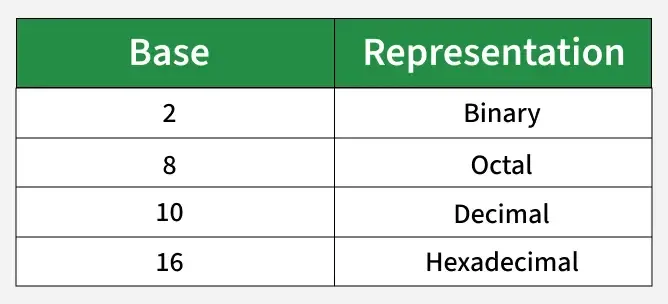 Base Representation
2 Binary
8 Octal
10 Decimal
16 Hexadecimal